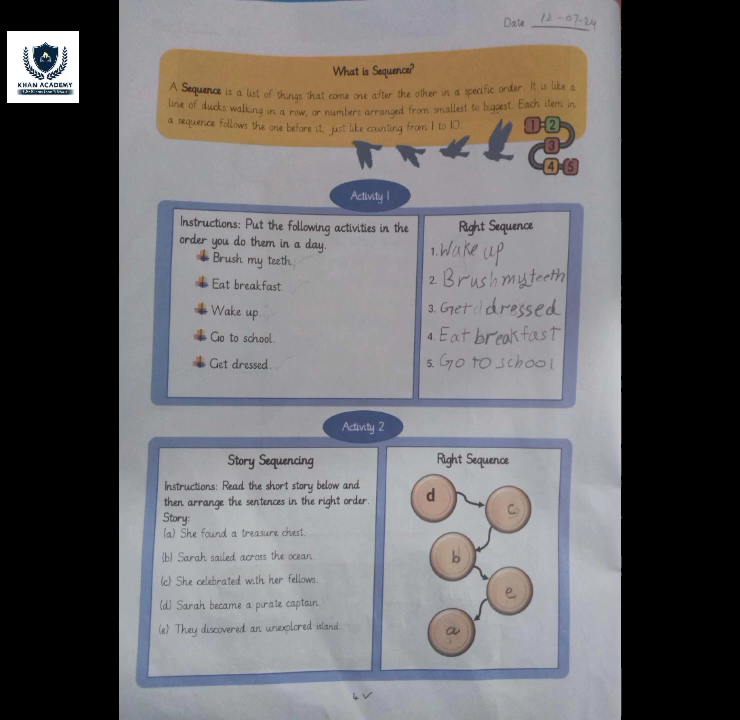 Date 12-07-24
KHAN ACADEMY
What is Sequence?
A Sequence is a list of things that come one after the other in a specific order. It is like a
line of ducks walking in a row, or numbers arranged from smallest to biggest. Each item in
a sequence follows the one before it, just like counting from 1 to 10.
1 2
3
4 5
Activity 1
Instructions: Put the following activities in the
order you do them in a day.
Brush my teeth.
Eat breakfast.
Wake up.
Go to school.
Get dressed.
Right Sequence
1. Wake up
2. Brush my teeth
3. Get dressed
4. Eat breakfast
5. Go to school
Activity 2
Story Sequencing
Instructions: Read the short story below and
then arrange the sentences in the right order.
Story:
(a) She found a treasure chest.
(b) Sarah sailed across the ocean.
(c) She celebrated with her fellows.
(d) Sarah became a pirate captain.
(e) They discovered an unexplored island.
Right Sequence
d
c
b
e
a
4